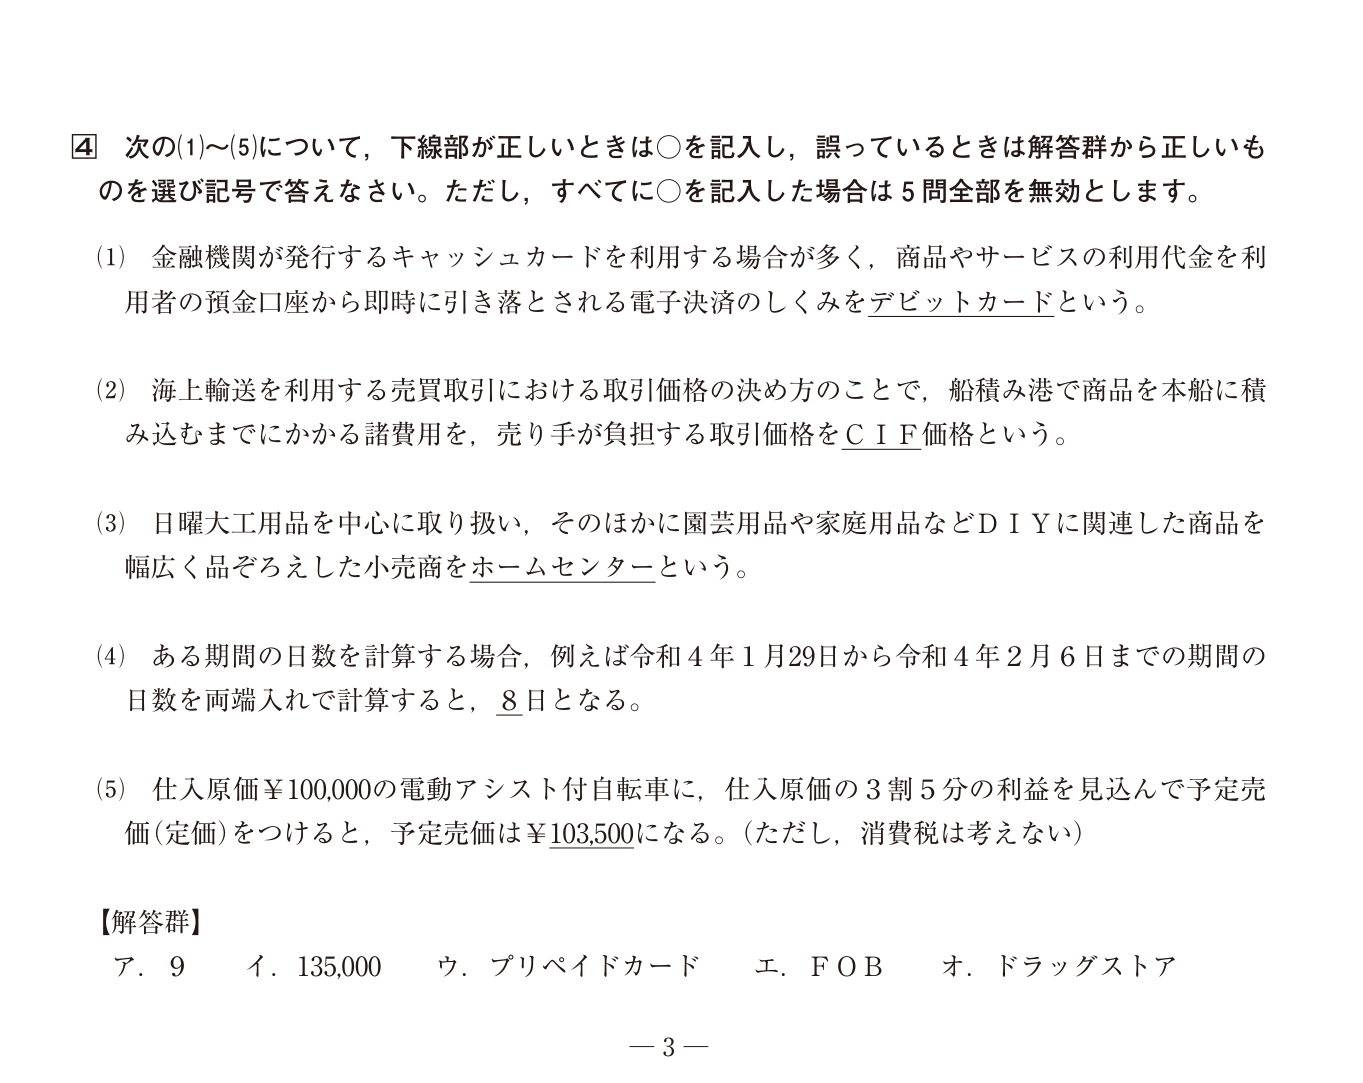 4　次の⑴～⑸について，下線部が正しいときは○を記入し，誤っているときは解答群から正しいも
のを選び記号で答えなさい。ただし，すべてに○を記入した場合は５問全部を無効とします。
⑴　金融機関が発行するキャッシュカードを利用する場合が多く，商品やサービスの利用代金を利
用者の預金口座から即時に引き落とされる電子決済のしくみをデビットカードという。
⑵　海上輸送を利用する売買取引における取引価格の決め方のことで，船積み港で商品を本船に積
み込むまでにかかる諸費用を，売り手が負担する取引価格をＣＩＦ価格という。
⑶　日曜大工用品を中心に取り扱い，そのほかに園芸用品や家庭用品などＤＩＹに関連した商品を
幅広く品ぞろえした小売商をホームセンターという。
⑷　ある期間の日数を計算する場合，例えば令和４年１月29日から令和４年２月６日までの期間の
日数を両端入れで計算すると，８日となる。
⑸　仕入原価￥100,000の電動アシスト付自転車に，仕入原価の３割５分の利益を見込んで予定売
価(定価)をつけると，予定売価は￥103,500になる。（ただし，消費税は考えない）
【解答群】
ア．９　　イ．135,000　　ウ．プリペイドカード　　エ．ＦＯＢ　　オ．ドラッグストア
― 3 ―